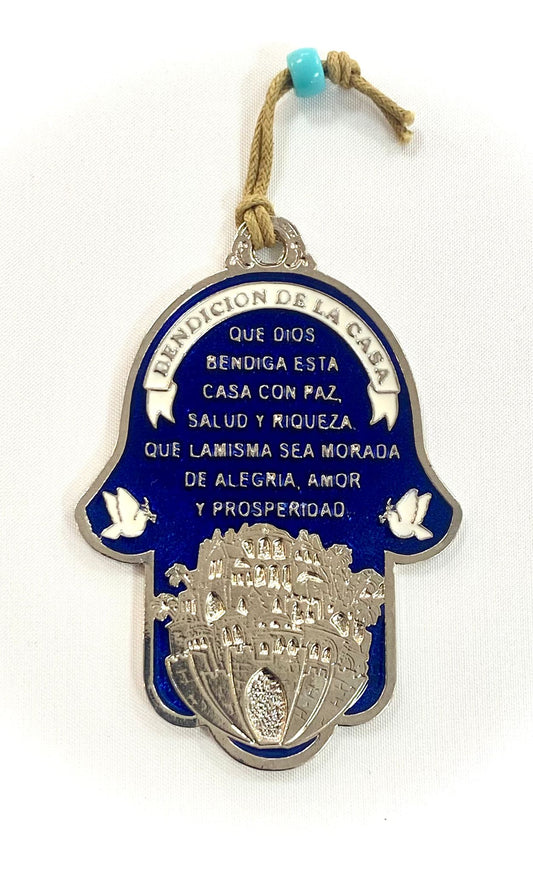 BENDICION DE LA CASA
QUE DIOS
BENDIGA ESTA
CASA CON PAZ,
SALUD Y RIQUEZA.
QUE LAMISMA SEA MORADA
DE ALEGRIA, AMOR
Y PROSPERIDAD.